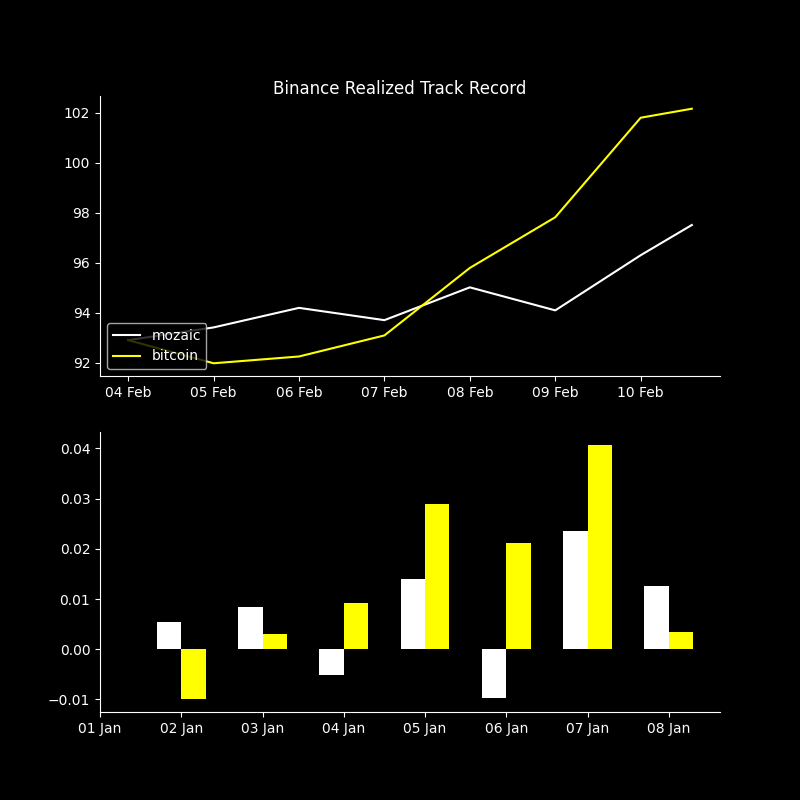 Binance Realized Track Record
102
100
98
96
94
92
mozaic
bitcoin
04 Feb 05 Feb 06 Feb 07 Feb 08 Feb 09 Feb 10 Feb
0.04
0.03
0.02
0.01
0.00
−0.01
01 Jan 02 Jan 03 Jan 04 Jan 05 Jan 06 Jan 07 Jan 08 Jan